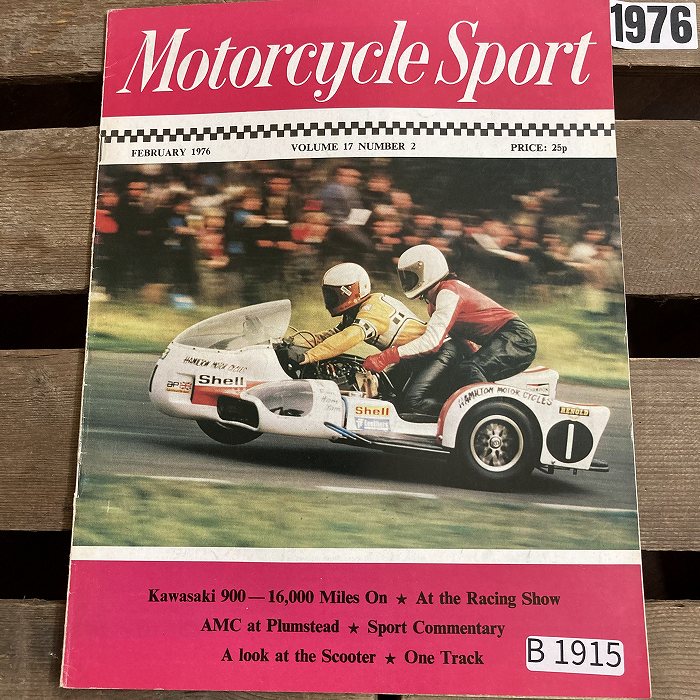 1976
Motorcycle Sport
FEBRUARY 1976 VOLUME 17 NUMBER 2 PRICE: 25p
Shell
BP
Shell
HAMILTON MOTOR CYCLES
RENOLD
1
Kawasaki 900 — 16,000 Miles On ★ At the Racing Show
AMC at Plumstead ★ Sport Commentary
A look at the Scooter ★ One Track
B 1915